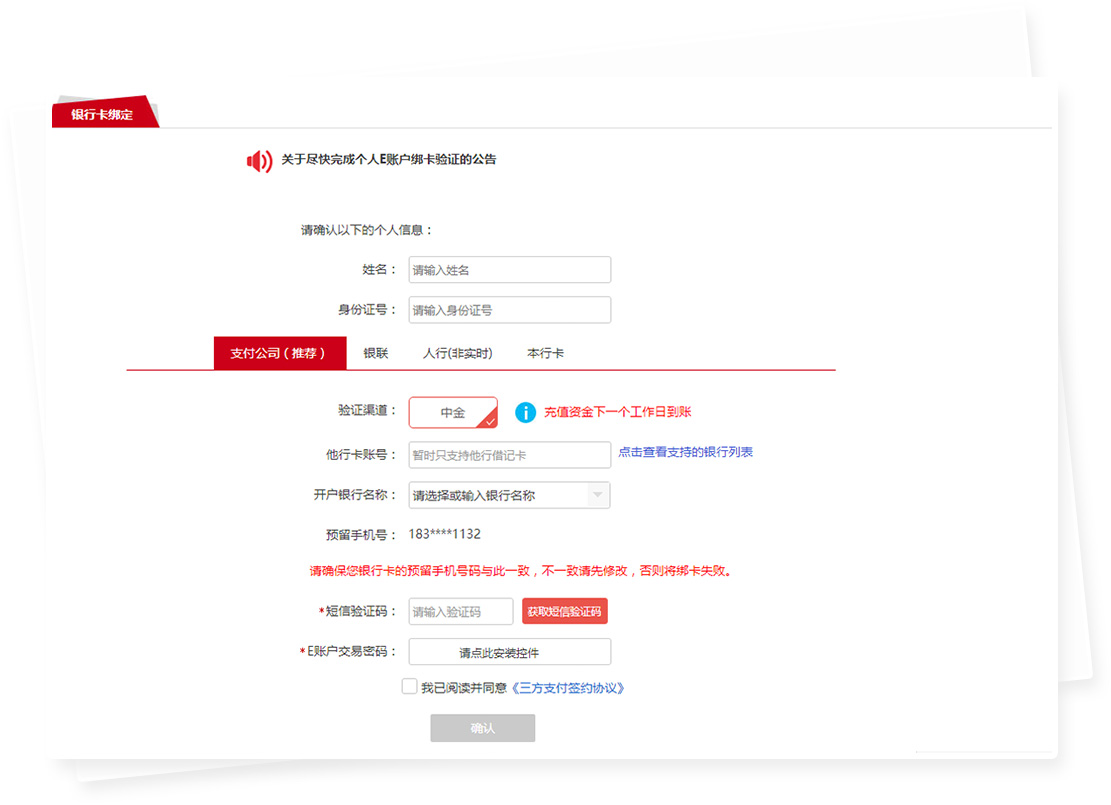 银行卡绑定
关于尽快完成个人E账户绑卡验证的公告
请确认以下的个人信息：
姓名： 请输入姓名
身份证号： 请输入身份证号
支付公司（推荐） 银联 人行(非实时) 本行卡
验证渠道： 中金 充值资金下一个工作日到账
他行卡账号： 暂时只支持他行借记卡 点击查看支持的银行列表
开户银行名称： 请选择或输入银行名称
预留手机号： 183****1132
请确保您银行卡的预留手机号码与此一致，不一致请先修改，否则将绑卡失败。
*短信验证码： 请输入验证码 获取短信验证码
*E账户交易密码： 请点此安装控件
我已阅读并同意《三方支付签约协议》
确认